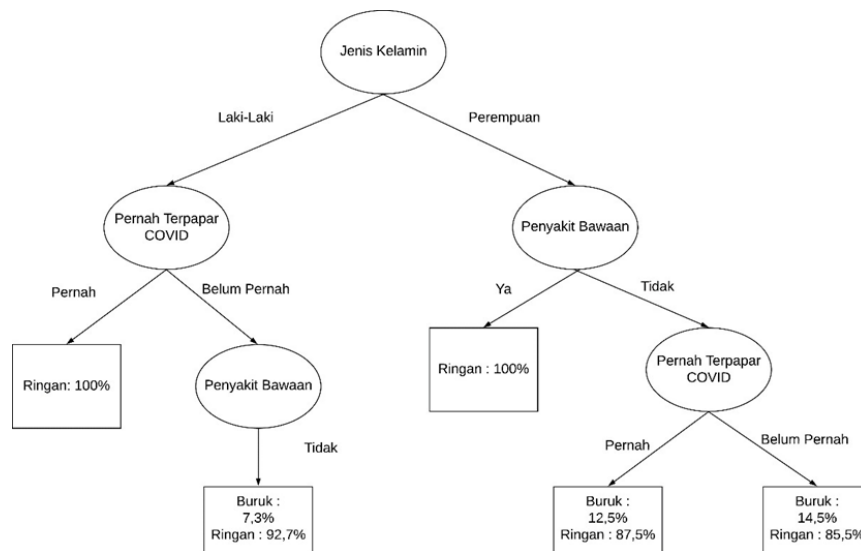 Jenis Kelamin
Laki-Laki
Perempuan
Pernah Terpapar
COVID
Penyakit Bawaan
Pernah
Belum Pernah
Ya
Tidak
Ringan: 100%
Penyakit Bawaan
Ringan : 100%
Pernah Terpapar
COVID
Tidak
Pernah
Belum Pernah
Buruk :
7,3%
Ringan : 92,7%
Buruk :
12,5%
Ringan : 87,5%
Buruk :
14,5%
Ringan : 85,5%